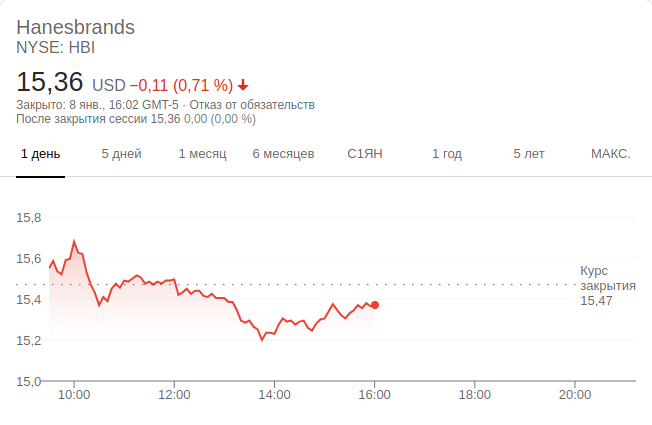 Hanesbrands
NYSE: HBI
15,36 USD −0,11 (0,71 %)
Закрыто: 8 янв., 16:02 GMT-5 · Отказ от обязательств
После закрытия сессии 15,36 0,00 (0,00 %)
1 день 5 дней 1 месяц 6 месяцев С1ЯН 1 год 5 лет МАКС.
15,8
15,6
Курс
закрытия
15,47
15,4
15,2
15,0
10:00 12:00 14:00 16:00 18:00 20:00